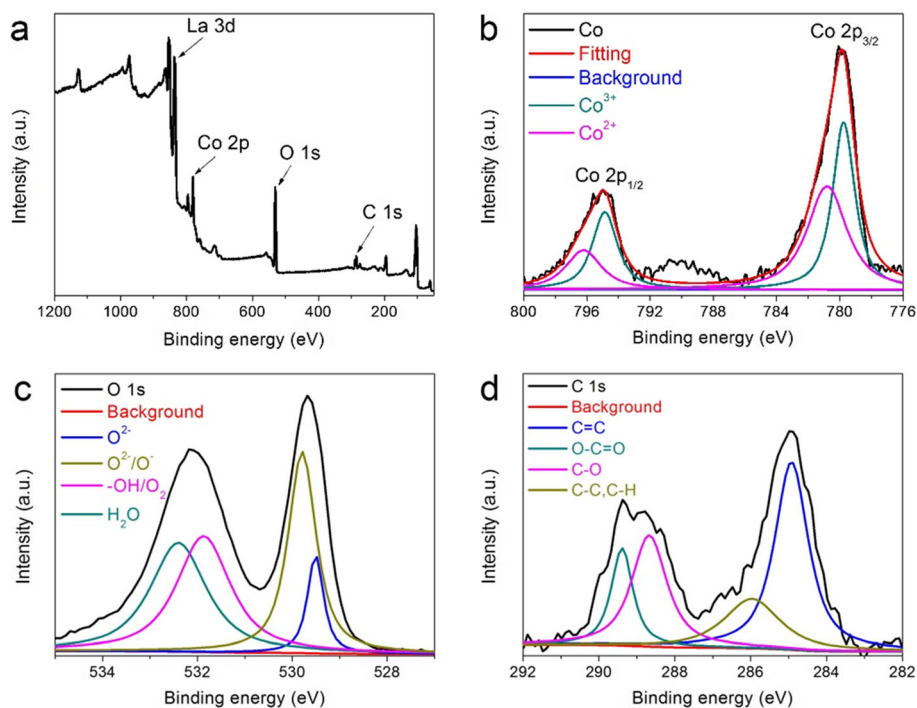 a
La 3d
Co 2p
O 1s
C 1s
Intensity (a.u.)
1200 1000 800 600 400 200
Binding energy (eV)
b
Co 2p3/2
Co
Fitting
Background
Co3+
Co2+
Co 2p1/2
Intensity (a.u.)
800 796 792 788 784 780 776
Binding energy (eV)
c
O 1s
Background
O2-
O2-/O-
-OH/O2
H2O
Intensity (a.u.)
534 532 530 528
Binding energy (eV)
d
C 1s
Background
C=C
O-C=O
C-O
C-C,C-H
Intensity (a.u.)
292 290 288 286 284 282
Binding energy (eV)